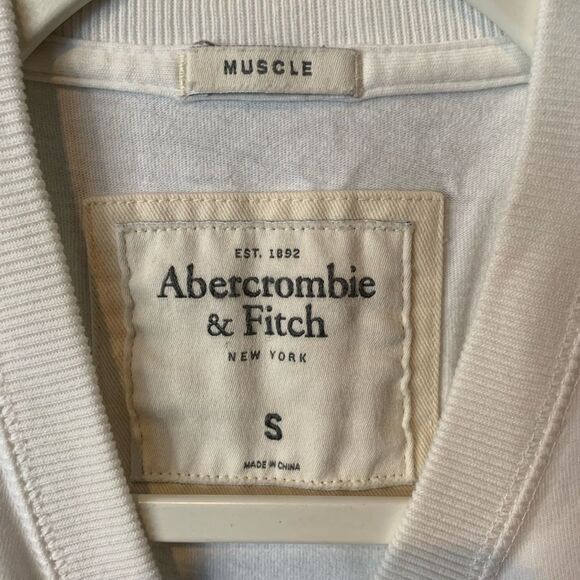 MUSCLE
EST. 1892
Abercrombie
& Fitch
NEW YORK
S
MADE IN CHINA